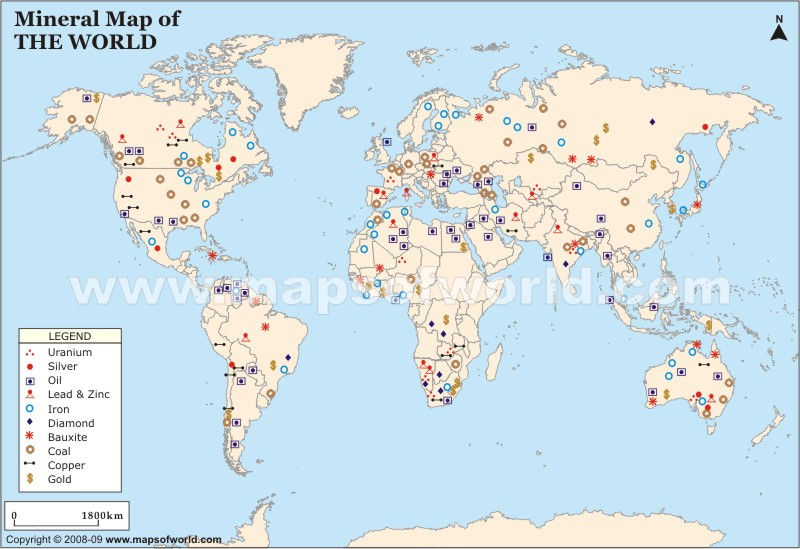 Mineral Map of
THE WORLD
N
www.mapsofworld.com
LEGEND
Uranium
Silver
Oil
Lead & Zinc
Iron
Diamond
Bauxite
Coal
Copper
Gold
0 1800km
Copyright © 2008-09 www.mapsofworld.com